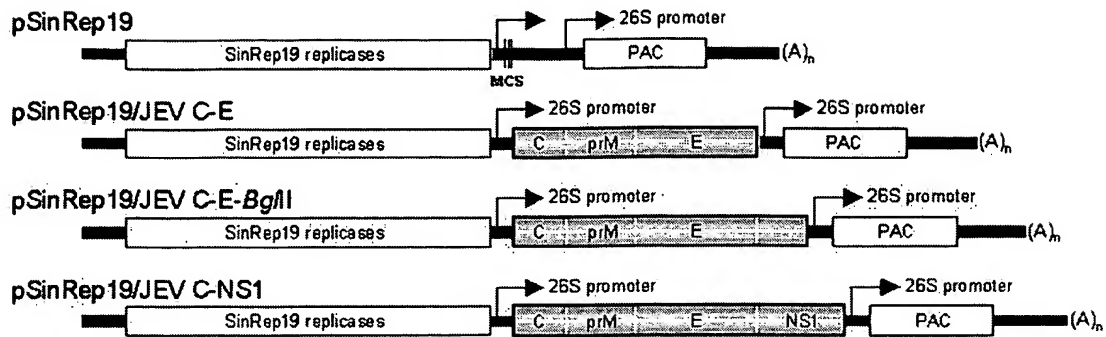 pSinRep19
26S promoter
SinRep19 replicases
MCS
PAC
(A)n
pSinRep19/JEV C-E
26S promoter
26S promoter
SinRep19 replicases
C prM E
PAC
(A)n
pSinRep19/JEV C-E-BglII
26S promoter
26S promoter
SinRep19 replicases
C prM E
PAC
(A)n
pSinRep19/JEV C-NS1
26S promoter
26S promoter
SinRep19 replicases
C prM E NS1
PAC
(A)n